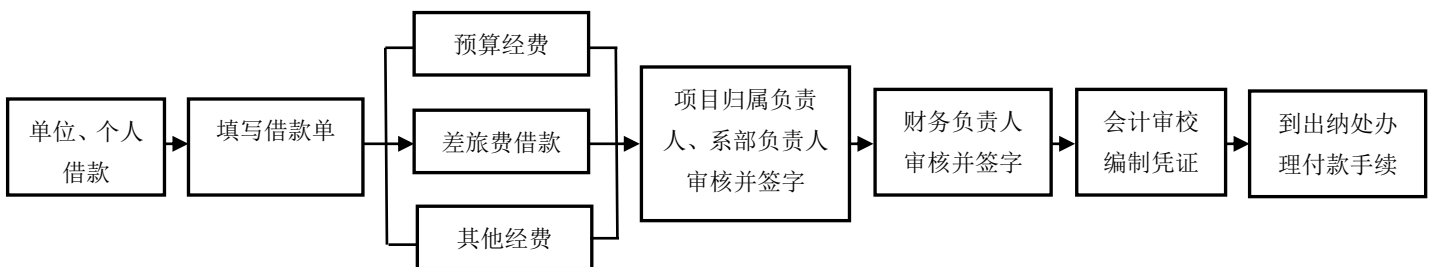 单位、个人
借款
填写借款单
预算经费
差旅费借款
其他经费
项目归属负责
人、系部负责人
审核并签字
财务负责人
审核并签字
会计审校
编制凭证
到出纳处办
理付款手续